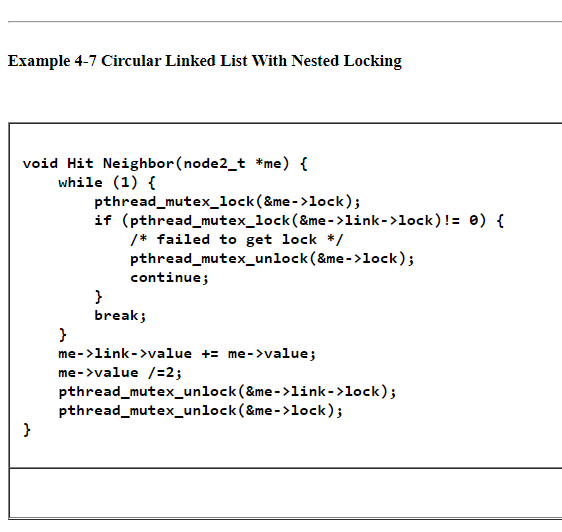 Example 4-7 Circular Linked List With Nested Locking
void Hit Neighbor(node2_t *me) {
    while (1) {
        pthread_mutex_lock(&me->lock);
        if (pthread_mutex_lock(&me->link->lock)!= 0) {
            /* failed to get lock */
            pthread_mutex_unlock(&me->lock);
            continue;
        }
        break;
    }
    me->link->value += me->value;
    me->value /=2;
    pthread_mutex_unlock(&me->link->lock);
    pthread_mutex_unlock(&me->lock);
}